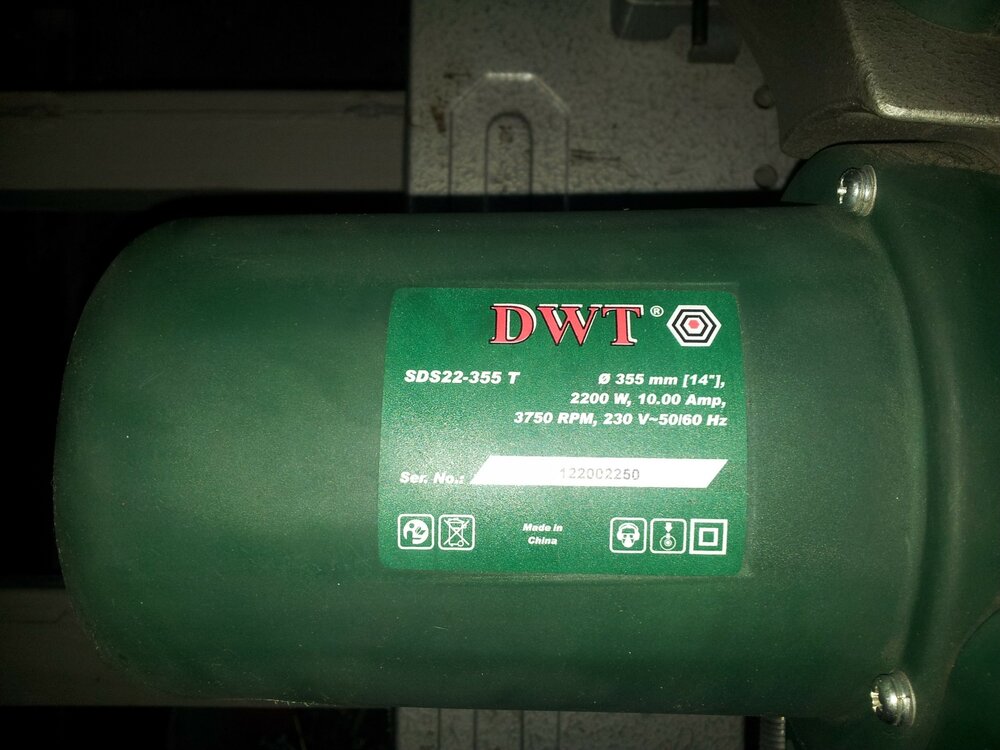 DWT®
SDS22-355 T
Ø 355 mm [14"],
2200 W, 10.00 Amp,
3750 RPM, 230 V~50/60 Hz
Ser. No.: 122002250
Made in
China